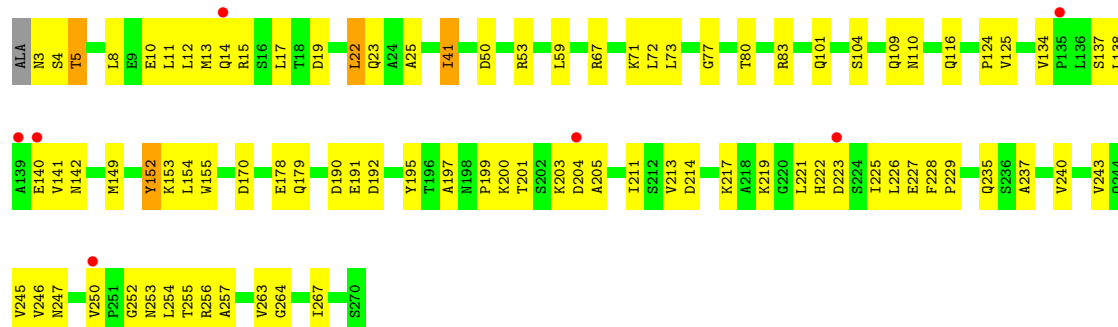 ALA N3 S4 T5 L8 E9 E10 L11 L12 M13 Q14 R15 S16 L17 T18 D19 L22 Q23 A24 A25 I41 D50 R53 L59 R67 K71 L72 L73 G77 T80 R83 Q101 S104 Q109 N110 Q116 P124 V125 V134 P135 L136 S137 L138
A139 E140 V141 N142 M149 Y152 K153 L154 W155 D170 E178 Q179 D190 E191 D192 Y195 T196 A197 N198 P199 K200 T201 S202 K203 D204 A205 I211 S212 V213 D214 K217 A218 K219 G220 L221 H222 D223 S224 I225 L226 E227 F228 P229 Q235 S236 A237 V240 V243
V245 V246 N247 V250 P251 G252 N253 L254 T255 R256 A257 V263 G264 I267 S270